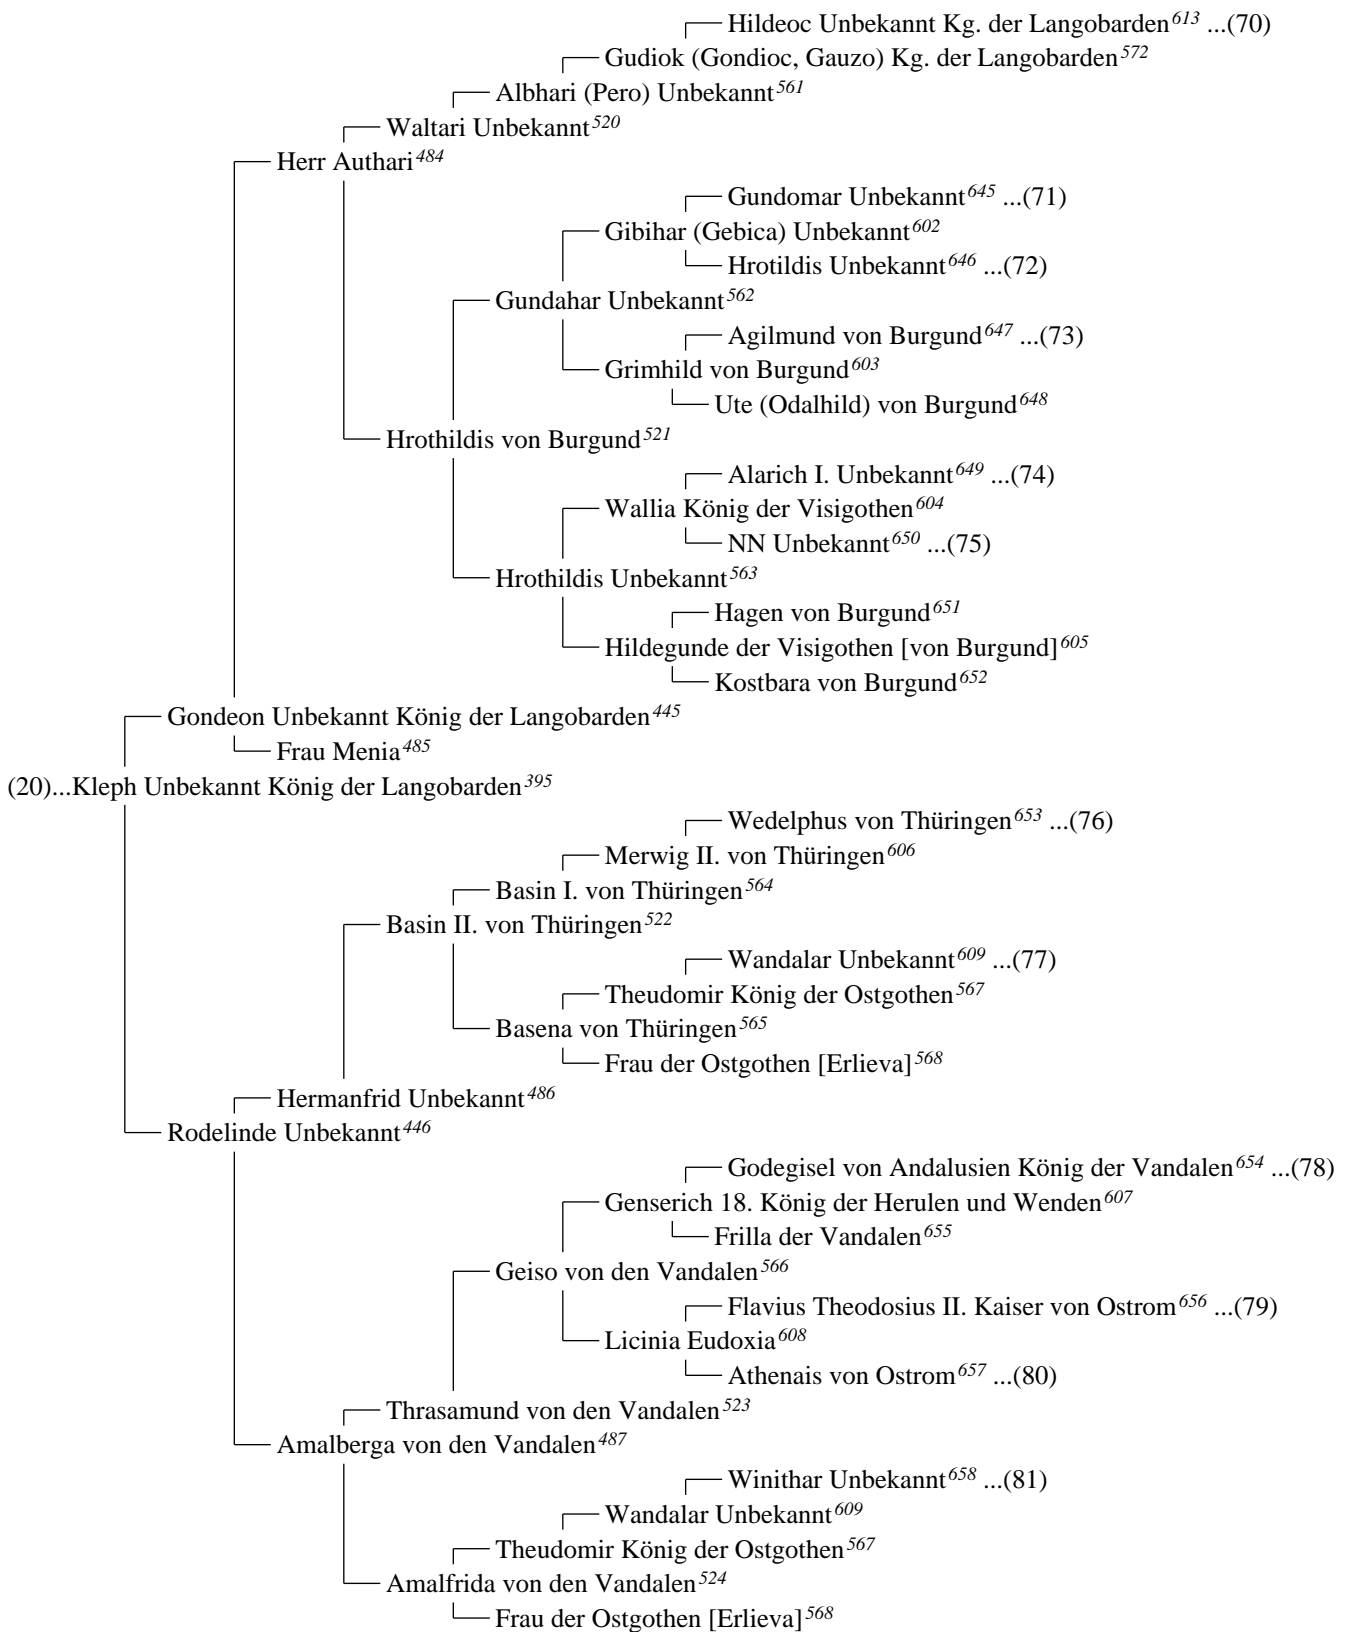 Hildeoc Unbekannt Kg. der Langobarden613 ...(70)
Gudiok (Gondioc, Gauzo) Kg. der Langobarden572
Albhari (Pero) Unbekannt561
Waltari Unbekannt520
Herr Authari484
Gundomar Unbekannt645 ...(71)
Gibihar (Gebica) Unbekannt602
Hrotildis Unbekannt646 ...(72)
Gundahar Unbekannt562
Agilmund von Burgund647 ...(73)
Grimhild von Burgund603
Ute (Odalhild) von Burgund648
Hrothildis von Burgund521
Alarich I. Unbekannt649 ...(74)
Wallia König der Visigothen604
NN Unbekannt650 ...(75)
Hrothildis Unbekannt563
Hagen von Burgund651
Hildegunde der Visigothen [von Burgund]605
Kostbara von Burgund652
Gondeon Unbekannt König der Langobarden445
Frau Menia485
(20)...Kleph Unbekannt König der Langobarden395
Wedelphus von Thüringen653 ...(76)
Merwig II. von Thüringen606
Basin I. von Thüringen564
Basin II. von Thüringen522
Wandalar Unbekannt609 ...(77)
Theudomir König der Ostgothen567
Basena von Thüringen565
Frau der Ostgothen [Erlieva]568
Hermanfrid Unbekannt486
Rodelinde Unbekannt446
Godegisel von Andalusien König der Vandalen654 ...(78)
Genserich 18. König der Herulen und Wenden607
Frilla der Vandalen655
Geiso von den Vandalen566
Flavius Theodosius II. Kaiser von Ostrom656 ...(79)
Licinia Eudoxia608
Athenais von Ostrom657 ...(80)
Thrasamund von den Vandalen523
Amalberga von den Vandalen487
Winithar Unbekannt658 ...(81)
Wandalar Unbekannt609
Theudomir König der Ostgothen567
Amalfrida von den Vandalen524
Frau der Ostgothen [Erlieva]568